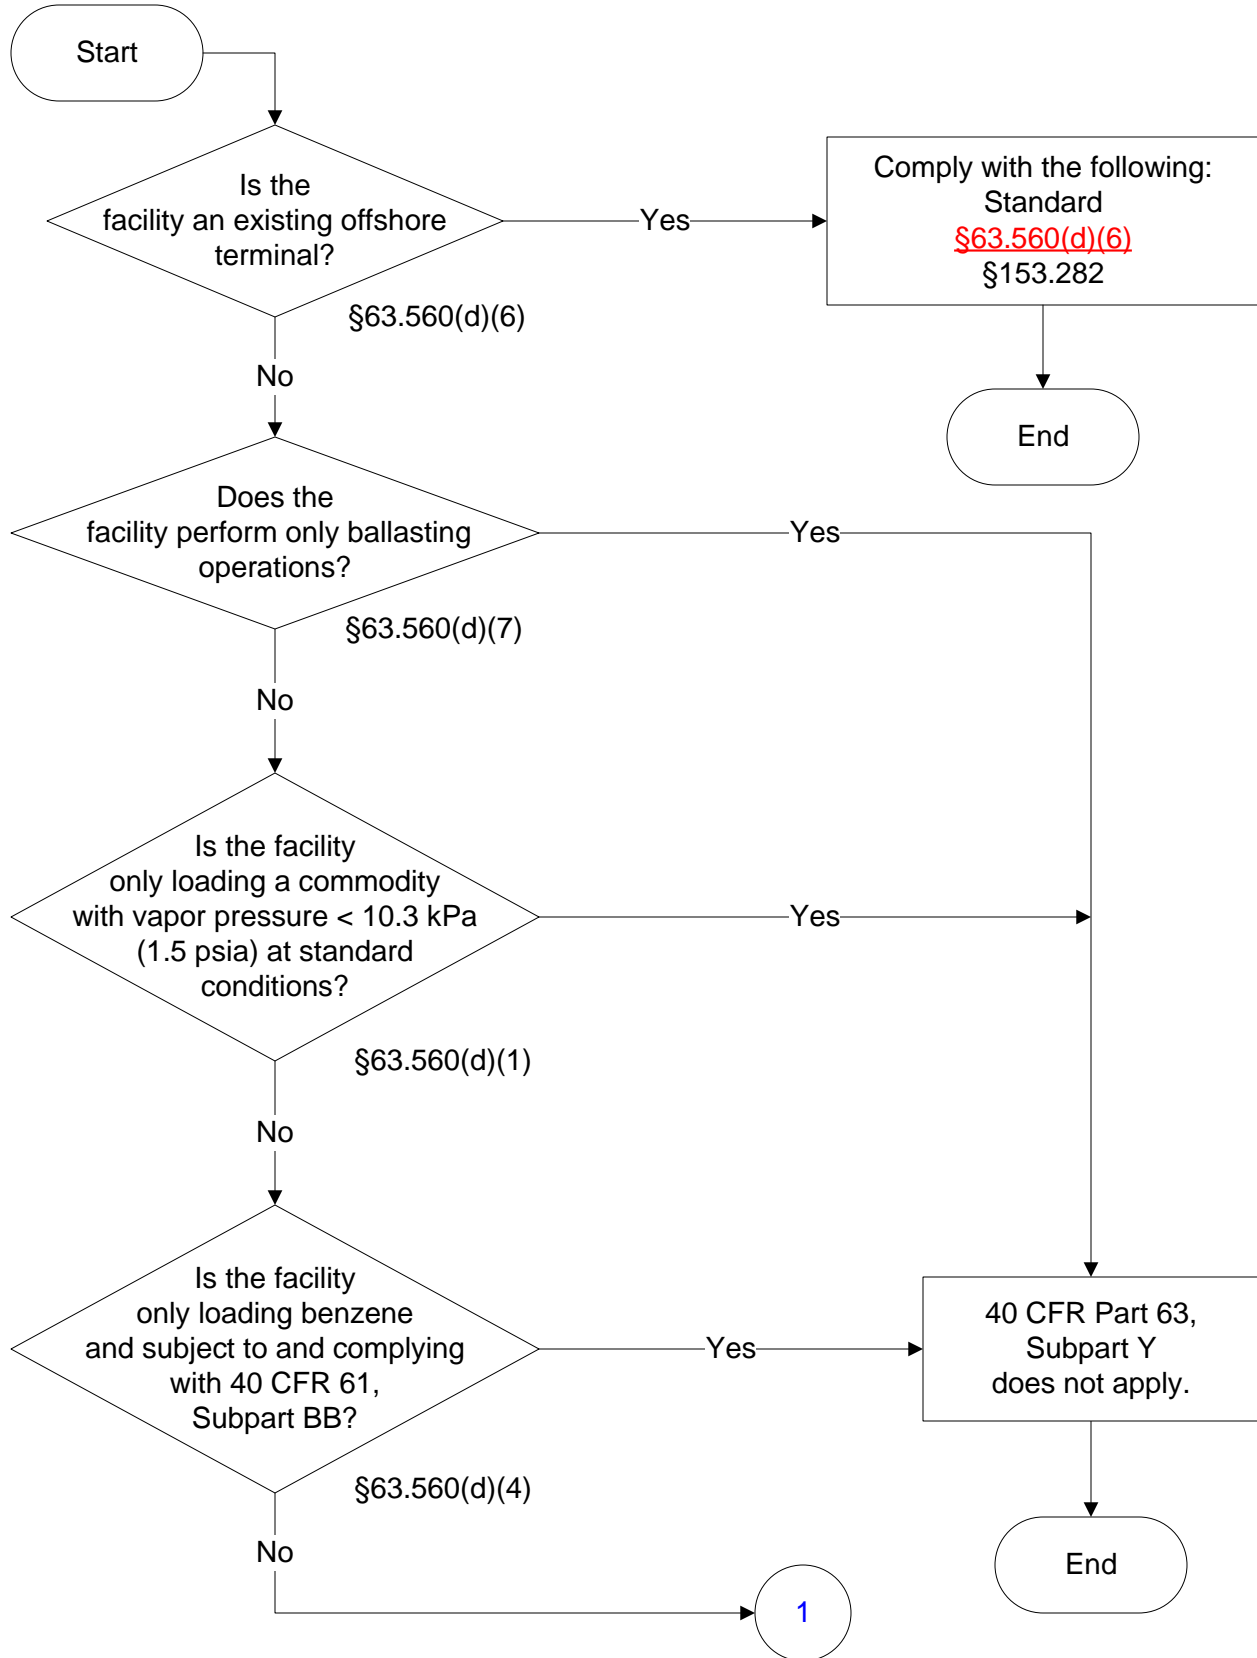 Start
Is the
facility an existing offshore
terminal?
Yes
Comply with the following:
Standard
§63.560(d)(6)
§153.282
§63.560(d)(6)
No
End
Does the
facility perform only ballasting
operations?
Yes
§63.560(d)(7)
No
Is the facility
only loading a commodity
with vapor pressure < 10.3 kPa
(1.5 psia) at standard
conditions?
Yes
§63.560(d)(1)
No
Is the facility
only loading benzene
and subject to and complying
with 40 CFR 61,
Subpart BB?
Yes
40 CFR Part 63,
Subpart Y
does not apply.
§63.560(d)(4)
No
End
1